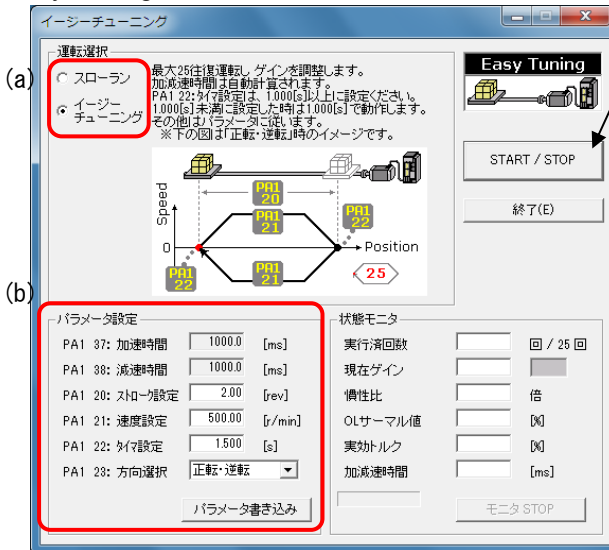 イージーチューニング
運転選択
(a)
スローラン
イージー
チューニング
最大25往復運転し ゲインを調整します。
加減速時間は自動計算されます。
PA1 22:タイマ設定は、1.000[s]以上に設定ください。
1.000[s]未満に設定した時は1.000[s]で動作します。
その他はパラメータに従います。
※下の図は「正転・逆転」時のイメージです。
Speed
0
Position
PA1
20
PA1
21
PA1
22
PA1
22
PA1
21
25
Easy Tuning
START / STOP
終了(E)
(b)
パラメータ設定
PA1 37: 加速時間 1000.0 [ms]
PA1 38: 減速時間 1000.0 [ms]
PA1 20: ストローク設定 2.00 [rev]
PA1 21: 速度設定 500.00 [r/min]
PA1 22: タイマ設定 1.500 [s]
PA1 23: 方向選択 正転・逆転
パラメータ書き込み
状態モニタ
実行済回数 回 / 25 回
現在ゲイン
慣性比 倍
OLサーマル値 [%]
実効トルク [%]
加減速時間 [ms]
モニタ STOP